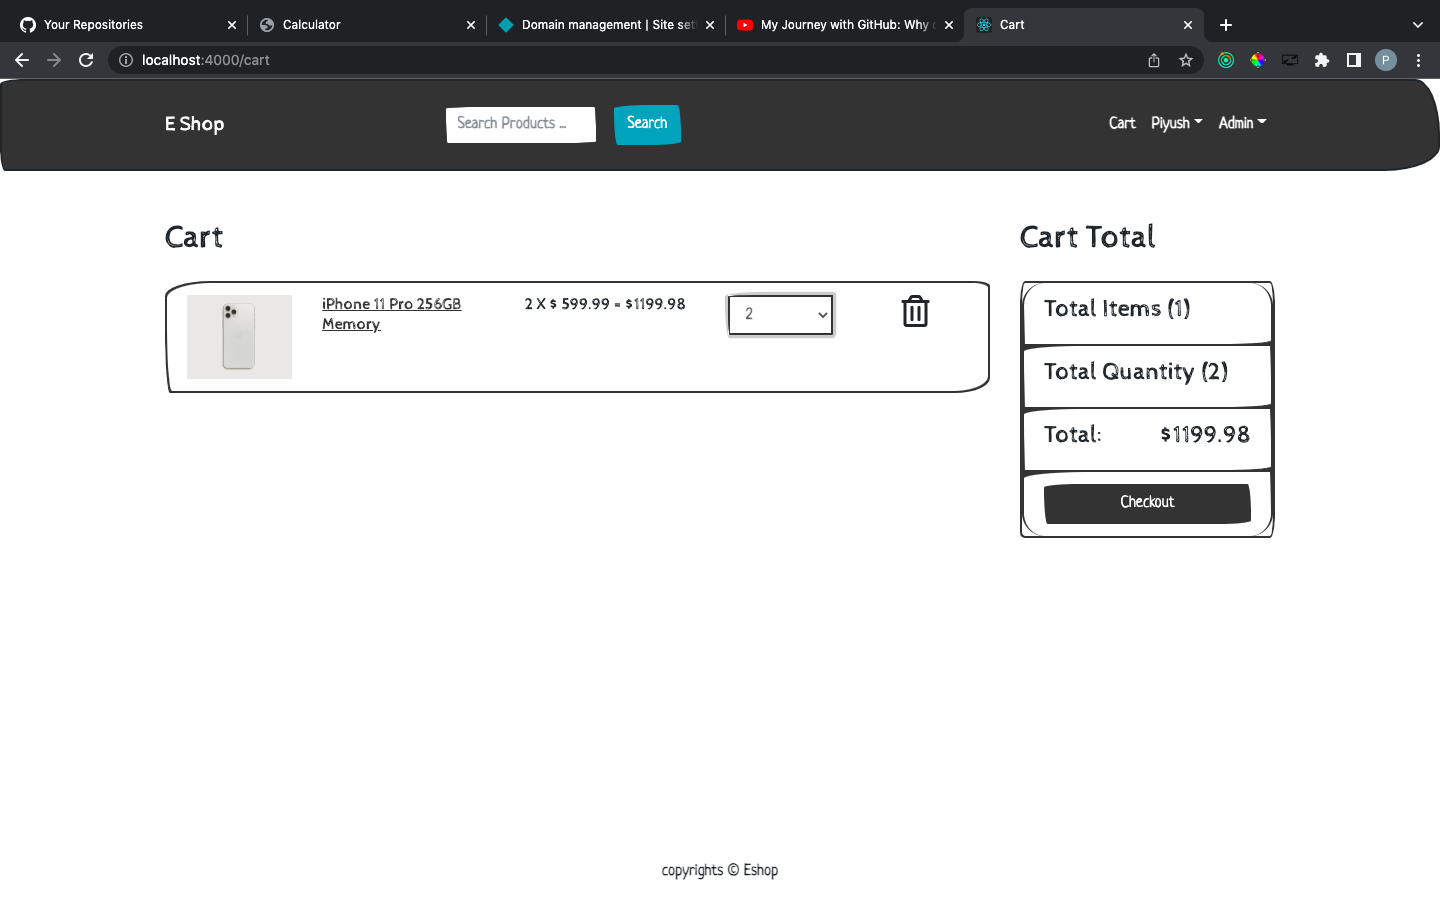 Your Repositories
Calculator
Domain management | Site set
My Journey with GitHub: Why
Cart
localhost:4000/cart
P
E Shop
Search Products ...
Search
Cart
Piyush
Admin
Cart
Cart Total
iPhone 11 Pro 256GB
Memory
2 X $ 599.99 = $1199.98
2
Total Items (1)
Total Quantity (2)
Total: $1199.98
Checkout
copyrights © Eshop